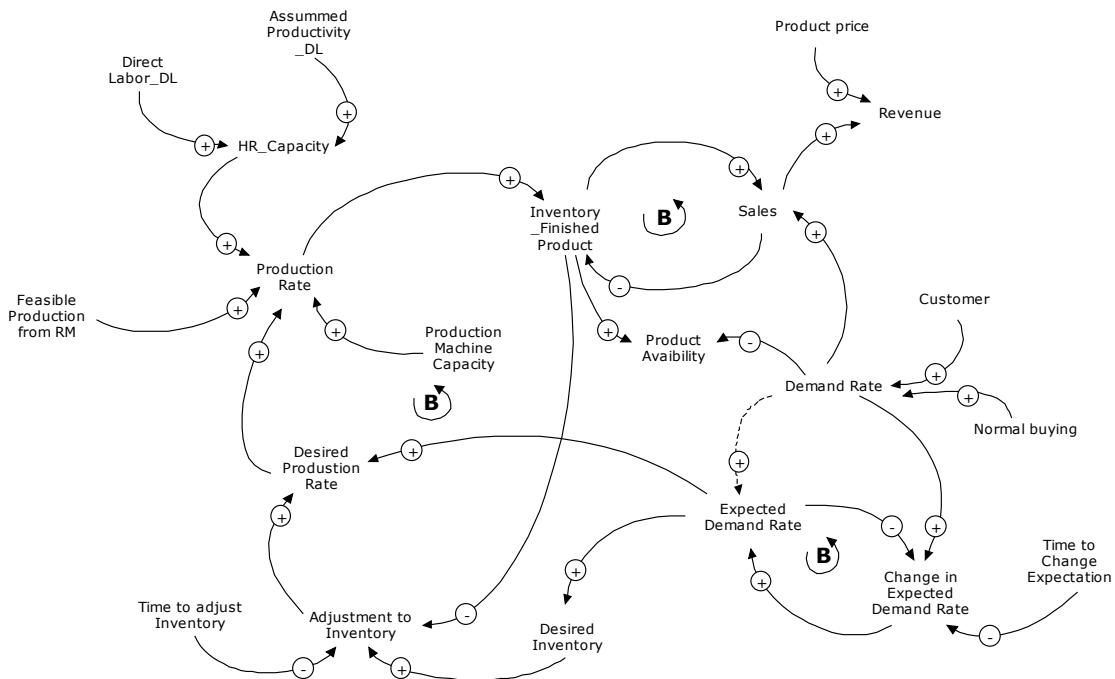 Assummed
Productivity
_DL
Product price
Direct
Labor_DL
+
+
+
Revenue
+
+
HR_Capacity
+
+
Inventory
_Finished
Product
B
Sales
+
+
Production
Rate
-
Feasible
Production
from RM
+
Customer
+
Production
Machine
Capacity
+
Product
Avaibility
-
+
Demand Rate
+
+
B
Normal buying
+
Desired
Produstion
Rate
+
+
Expected
Demand Rate
-
+
B
Time to
Change
Expectation
+
+
Change in
Expected
Demand Rate
Time to adjust
Inventory
Adjustment to
Inventory
-
Desired
Inventory
-
-
+